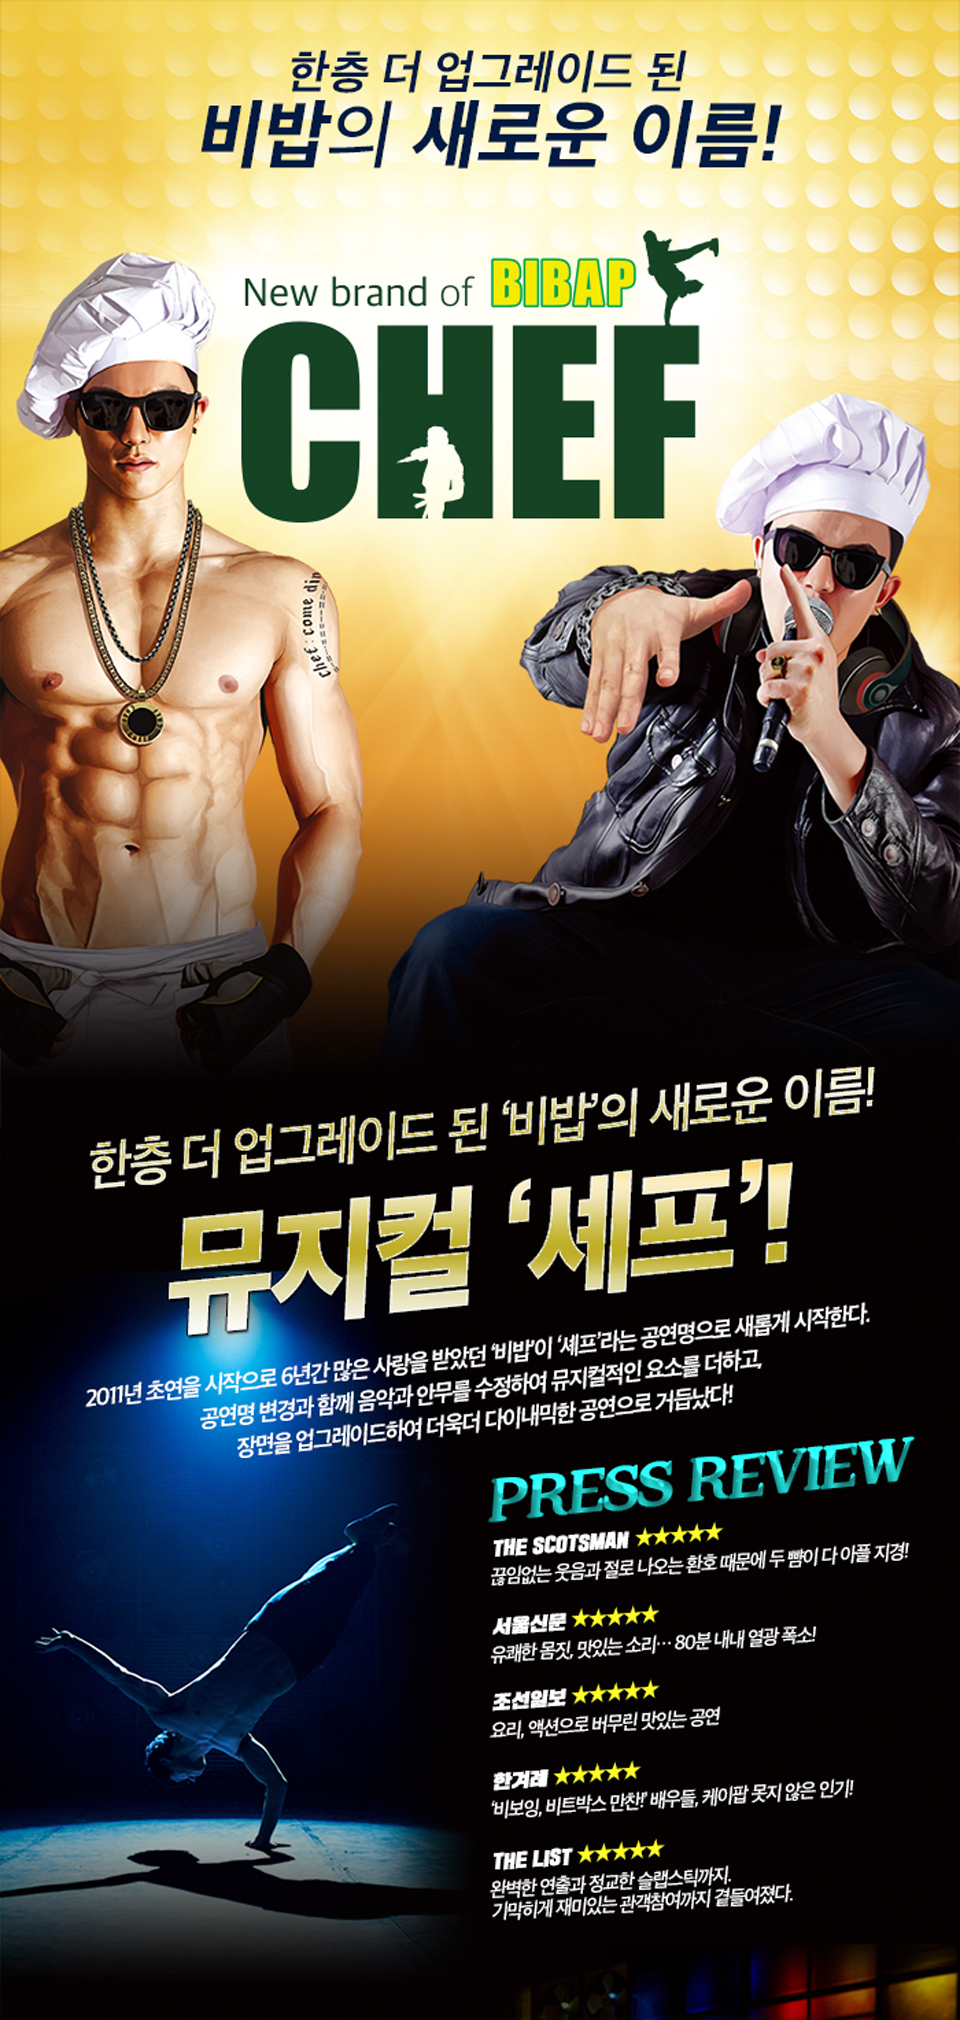 한층 더 업그레이드 된
비밥의 새로운 이름!
New brand of BIBAP
CHEF
chef: come din
한층 더 업그레이드 된 ‘비밥’의 새로운 이름!
뮤지컬 ‘셰프’!
2011년 초연을 시작으로 6년간 많은 사랑을 받았던 ‘비밥’이 ‘셰프’라는 공연명으로 새롭게 시작한다.
공연명 변경과 함께 음악과 안무를 수정하여 뮤지컬적인 요소를 더하고,
장면을 업그레이드하여 더욱더 다이내믹한 공연으로 거듭났다!
PRESS REVIEW
THE SCOTSMAN ★★★★★
끊임없는 웃음과 절로 나오는 환호 때문에 두 뺨이 다 아플 지경!
서울신문 ★★★★★
유쾌한 몸짓, 맛있는 소리… 80분 내내 열광 폭소!
조선일보 ★★★★★
요리, 액션으로 버무린 맛있는 공연
한겨레 ★★★★★
‘비보잉, 비트박스 만찬!’ 배우들, 케이팝 못지 않은 인기!
THE LIST ★★★★★
완벽한 연출과 정교한 슬랩스틱까지.
기막히게 재미있는 관객참여까지 곁들여졌다.